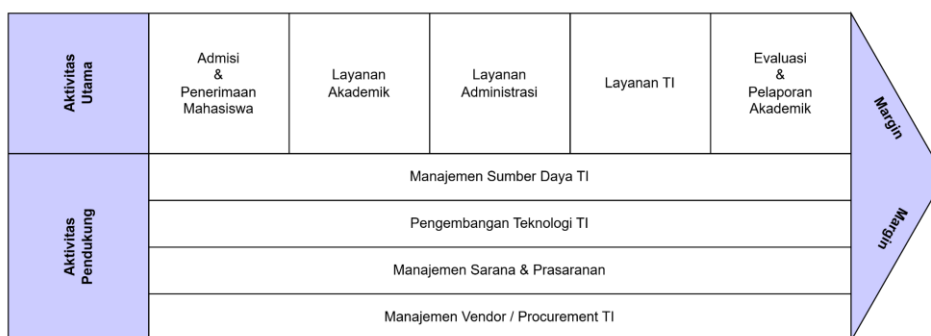 Aktivitas
Utama
Admisi
&
Penerimaan
Mahasiswa
Layanan
Akademik
Layanan
Administrasi
Layanan TI
Evaluasi
&
Pelaporan
Akademik
Margin
Aktivitas
Pendukung
Manajemen Sumber Daya TI
Pengembangan Teknologi TI
Manajemen Sarana & Prasaranan
Manajemen Vendor / Procurement TI
Margin